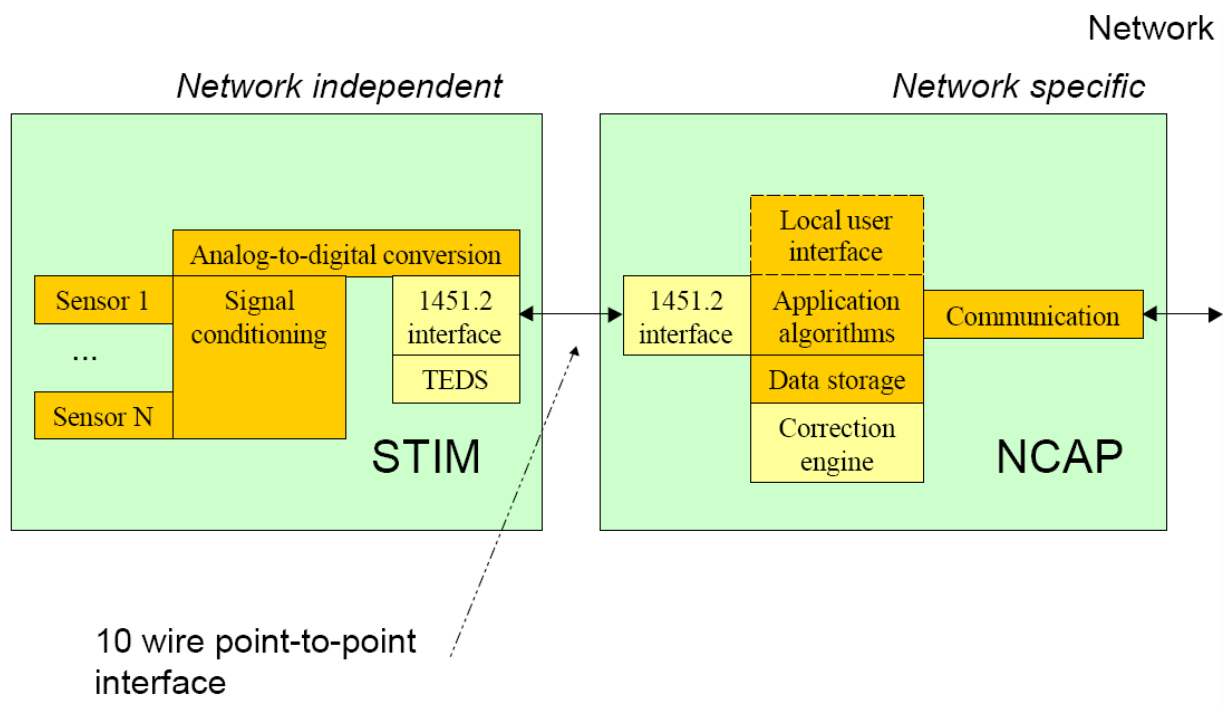 Network
Network independent
Network specific
Analog-to-digital conversion
Sensor 1
...
Sensor N
Signal
conditioning
1451.2
interface
TEDS
STIM
1451.2
interface
Local user
interface
Application
algorithms
Data storage
Correction
engine
Communication
NCAP
10 wire point-to-point
interface